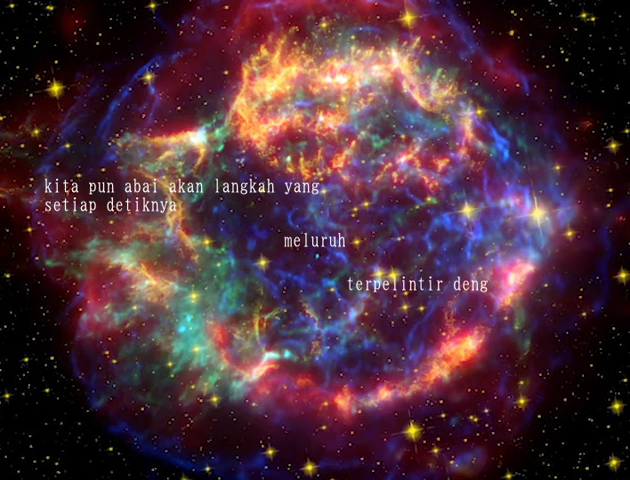 kita pun abai akan langkah yang
setiap detiknya
meluruh
terpelintir deng